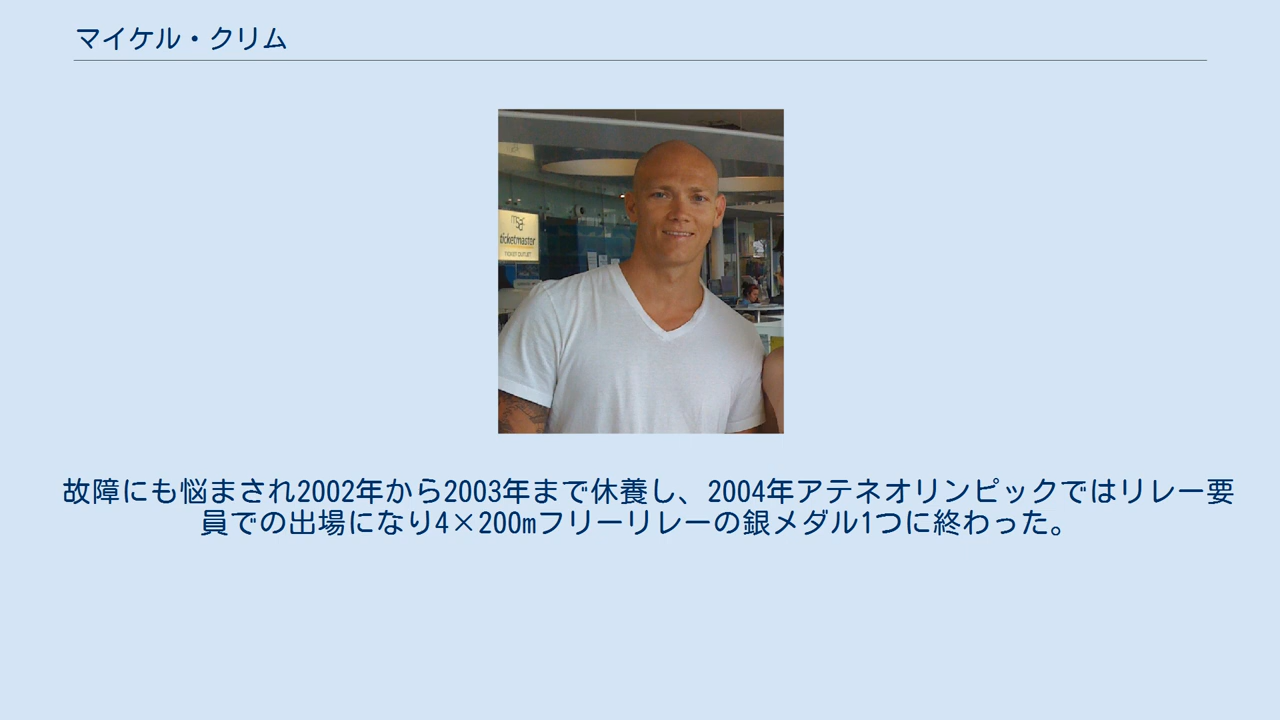 マイケル・クリム
ticketmaster
TICKET OUTLET
故障にも悩まされ2002年から2003年まで休養し、2004年アテネオリンピックではリレー要
員での出場になり4×200mフリーリレーの銀メダル1つに終わった。